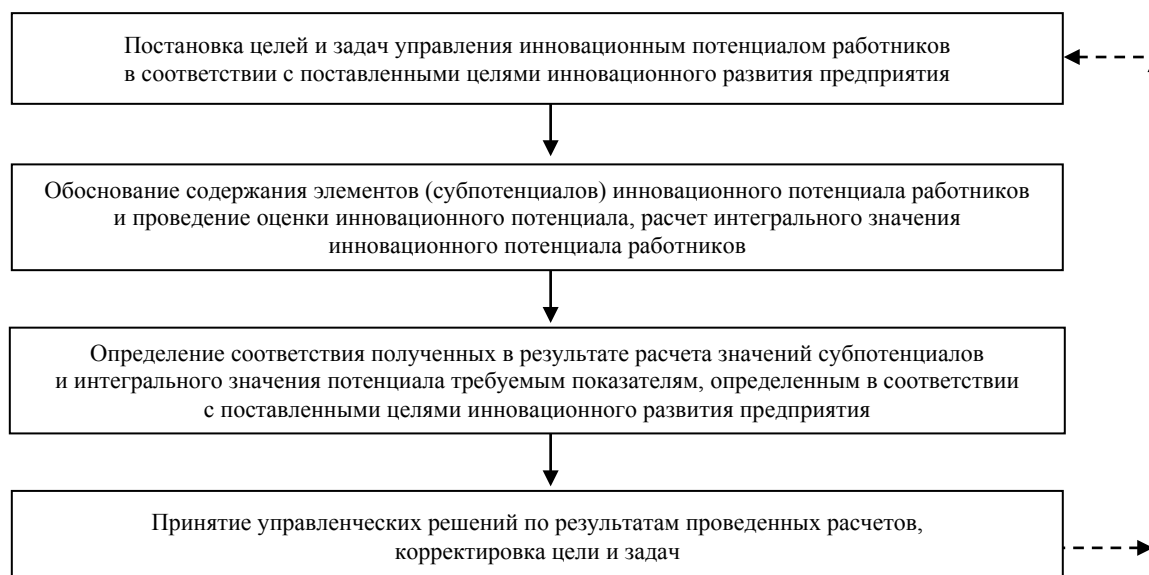 Постановка целей и задач управления инновационным потенциалом работников
в соответствии с поставленными целями инновационного развития предприятия
Обоснование содержания элементов (субпотенциалов) инновационного потенциала работников
и проведение оценки инновационного потенциала, расчет интегрального значения
инновационного потенциала работников
Определение соответствия полученных в результате расчета значений субпотенциалов
и интегрального значения потенциала требуемым показателям, определенным в соответствии
с поставленными целями инновационного развития предприятия
Принятие управленческих решений по результатам проведенных расчетов,
корректировка цели и задач